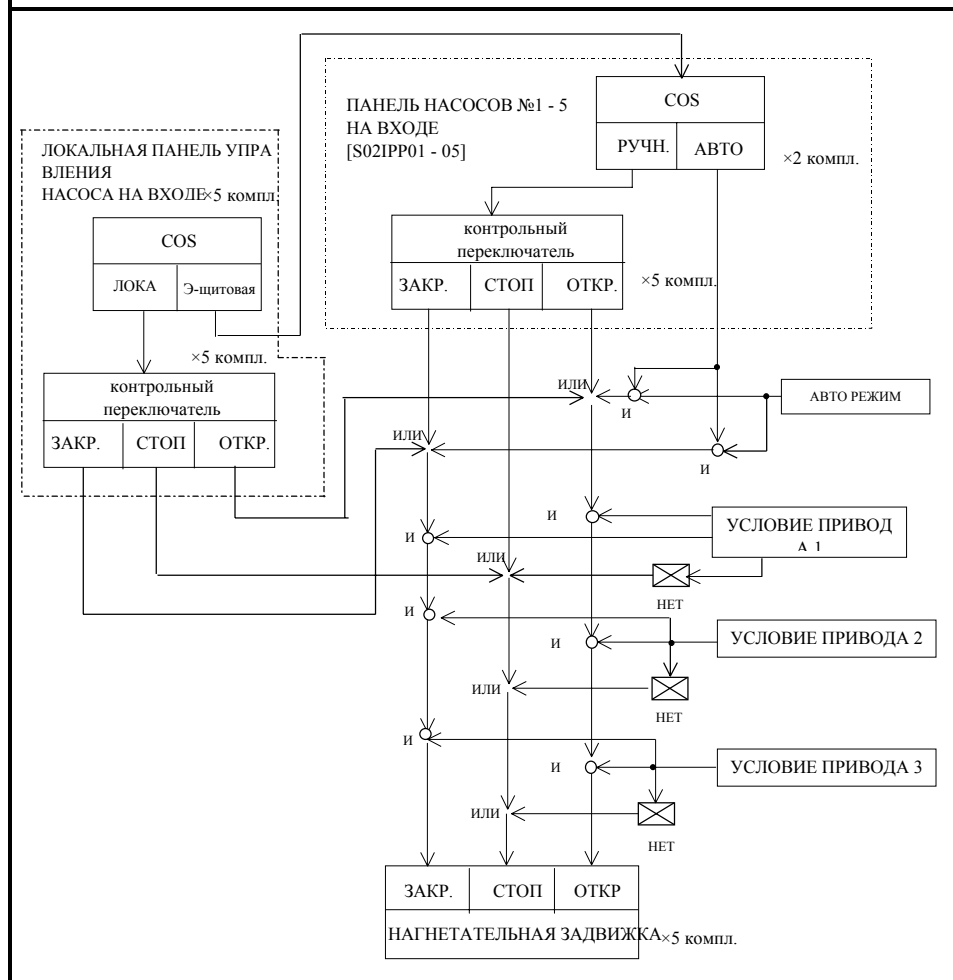 ПАНЕЛЬ НАСОСОВ №1 - 5
НА ВХОДЕ
[S02IPP01 - 05]
COS
РУЧН. АВТО
×2 компл.
ЛОКАЛЬНАЯ ПАНЕЛЬ УПРА
ВЛЕНИЯ
НАСОСА НА ВХОДЕ×5 компл.
COS
ЛОКА Э-щитовая
×5 компл.
контрольный
переключатель
ЗАКР. СТОП ОТКР.
×5 компл.
контрольный
переключатель
ЗАКР. СТОП ОТКР.
ИЛИ
И
АВТО РЕЖИМ
ИЛИ
И
И
УСЛОВИЕ ПРИВОД
А 1
И
ИЛИ
НЕТ
И
И
УСЛОВИЕ ПРИВОДА 2
ИЛИ
НЕТ
И
И
УСЛОВИЕ ПРИВОДА 3
ИЛИ
НЕТ
ЗАКР. СТОП ОТКР
НАГНЕТАТЕЛЬНАЯ ЗАДВИЖКА×5 компл.